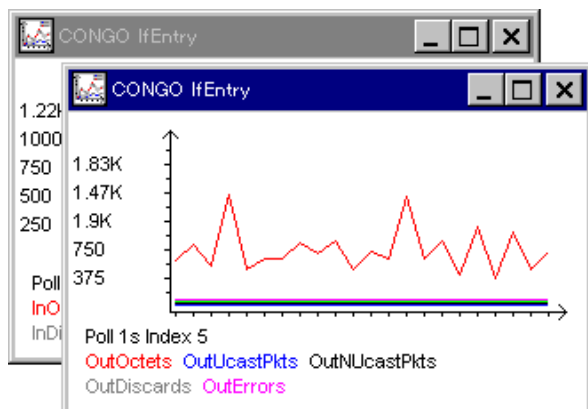 CONGO IfEntry
1.22K
1000
750
500
250
Poll
InO
InDi
CONGO IfEntry
1.83K
1.47K
1.9K
750
375
Poll 1s Index 5
OutOctets OutUcastPkts OutNUcastPkts
OutDiscards OutErrors